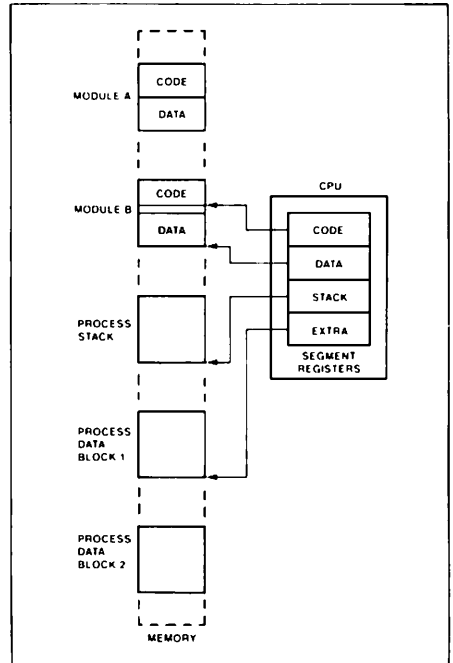 CODE
MODULE A
DATA
CPU
CODE
MODULE B
DATA
CODE
DATA
STACK
EXTRA
SEGMENT
REGISTERS
PROCESS
STACK
PROCESS
DATA
BLOCK 1
PROCESS
DATA
BLOCK 2
MEMORY